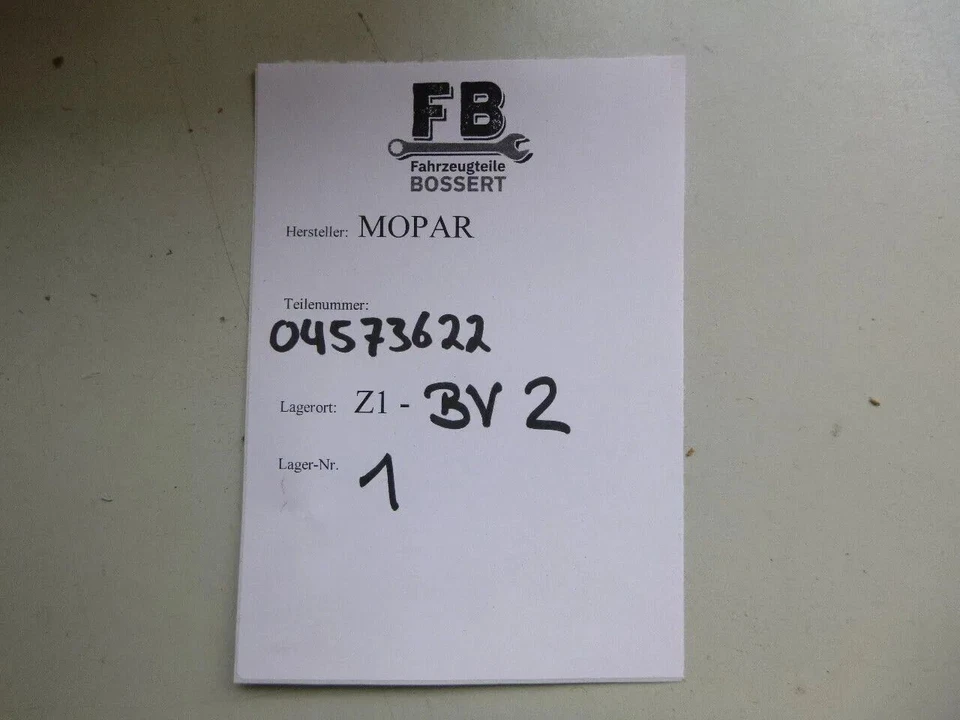 FB
Fahrzeugteile
BOSSERT
Hersteller: MOPAR
Teilenummer:
04573622
Lagerort: Z1 - BV 2
Lager-Nr. 1